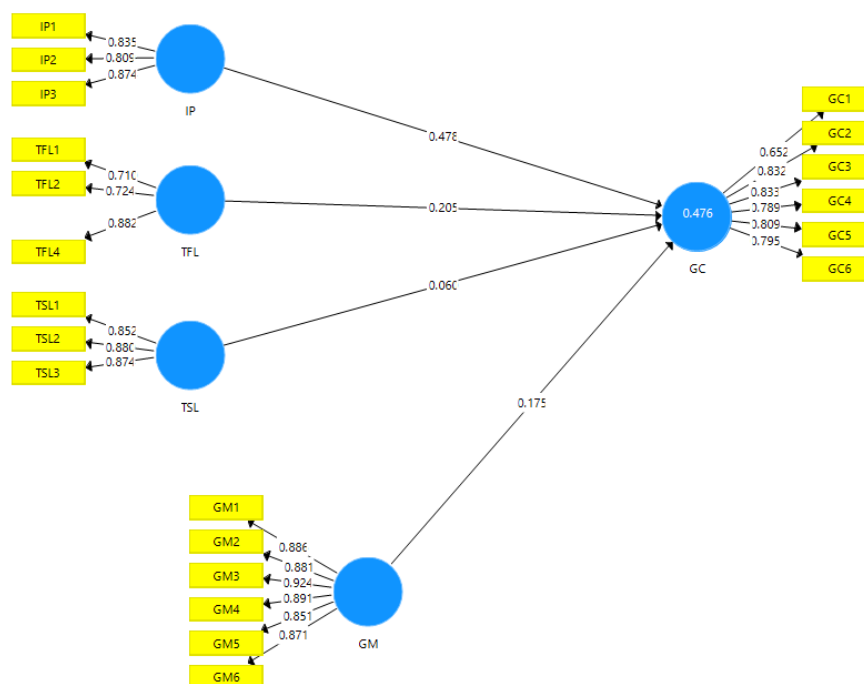 IP1
0.835
IP2
0.809
IP3
0.874
IP
0.478
TFL1
0.710
TFL2
0.724
TFL4
0.882
TFL
0.205
TSL1
0.852
TSL2
0.880
TSL3
0.874
TSL
0.060
GM1
0.886
GM2
0.881
GM3
0.924
GM4
0.891
GM5
0.851
GM6
0.871
GM
0.175
0.476
GC
GC1
0.652
GC2
0.832
GC3
0.833
GC4
0.789
GC5
0.809
GC6
0.795